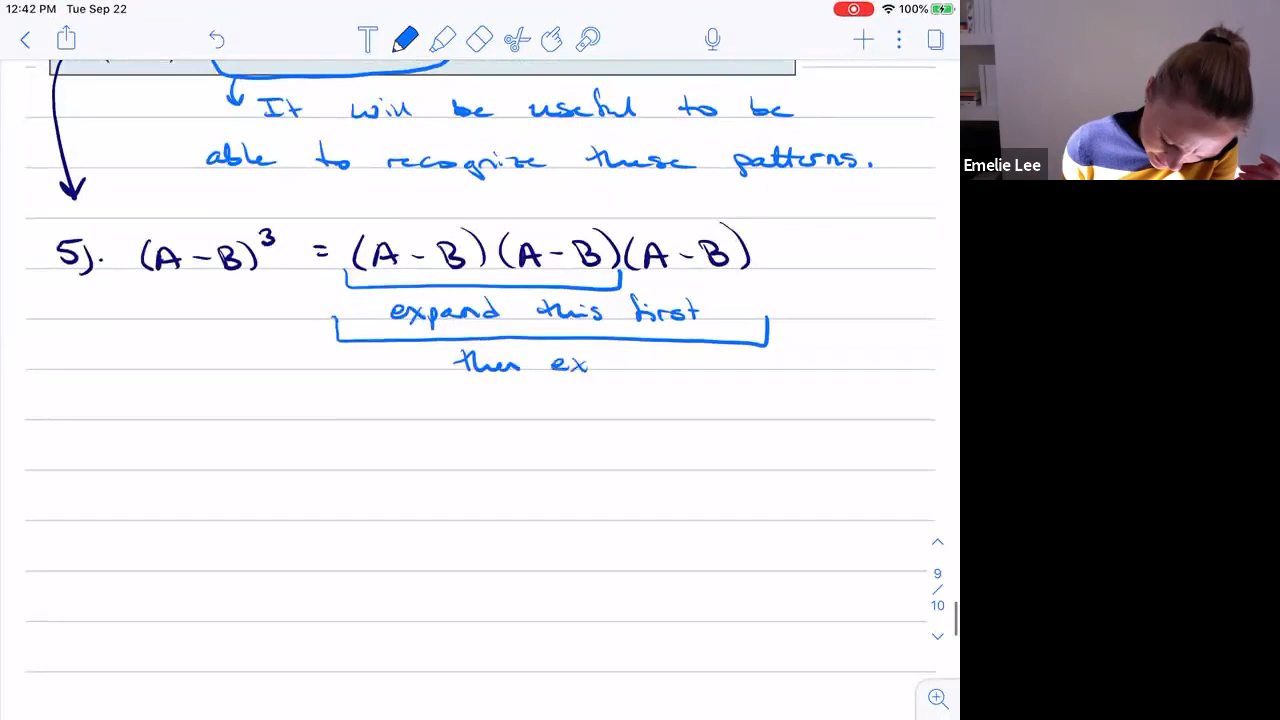 12:42 PM Tue Sep 22
100%
It will be useful to be
able to recognize these patterns.
5). (A - B)³ = (A - B)(A - B)(A - B)
expand this first
then ex
Emelie Lee
9
/
10